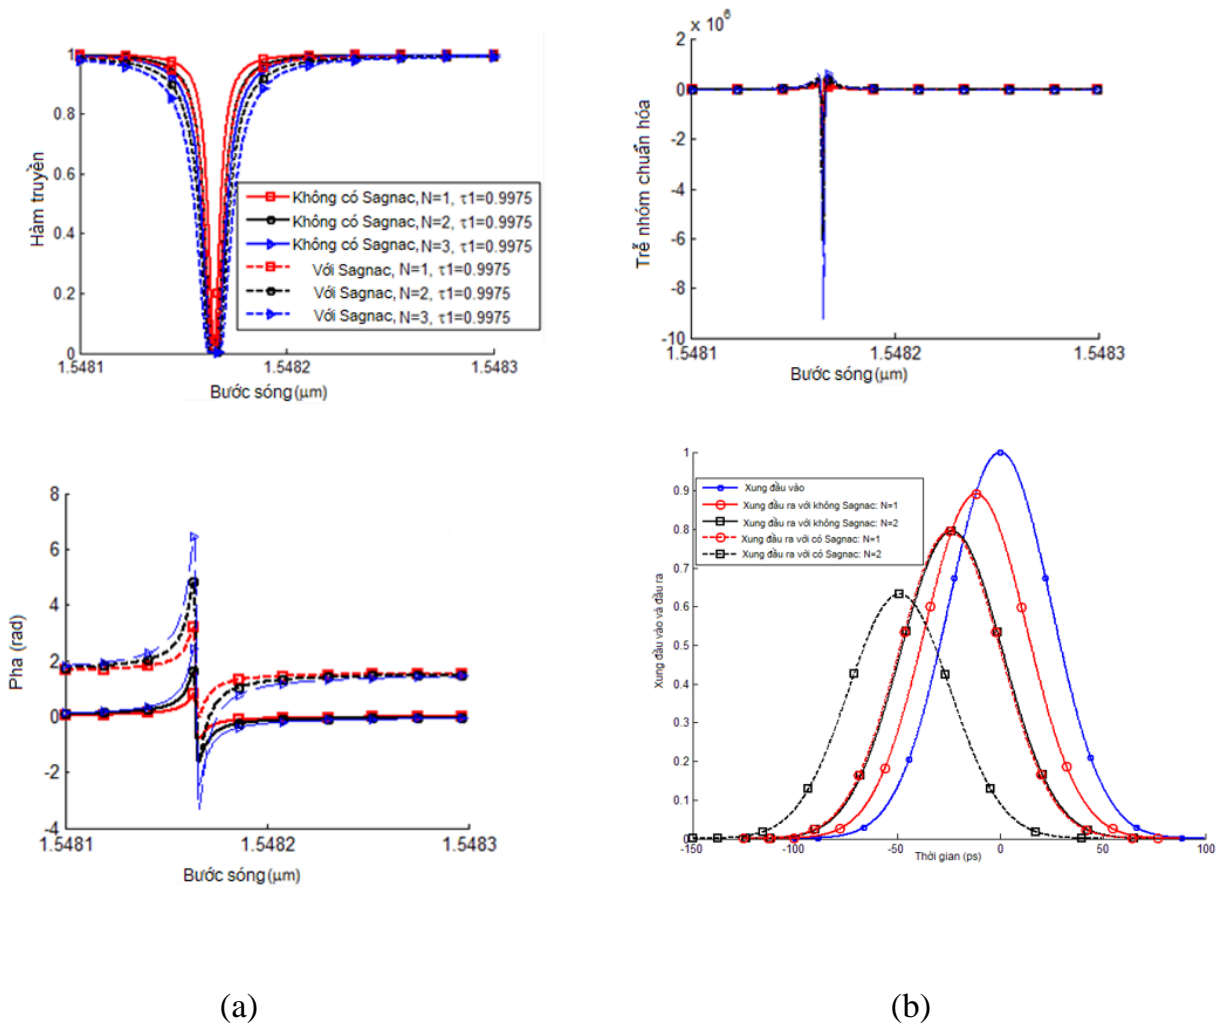 1
0.8
0.6
0.4
0.2
0
Hàm truyền
Không có Sagnac, N=1, τ1=0.9975
Không có Sagnac, N=2, τ1=0.9975
Không có Sagnac, N=3, τ1=0.9975
Với Sagnac, N=1, τ1=0.9975
Với Sagnac, N=2, τ1=0.9975
Với Sagnac, N=3, τ1=0.9975
1.5481 1.5482 1.5483
Bước sóng (μm)
x 10^6
2
0
-2
-4
-6
-8
-10
Trễ nhóm chuẩn hóa
1.5481 1.5482 1.5483
Bước sóng (μm)
8
6
4
2
0
-2
-4
Pha (rad)
1.5481 1.5482 1.5483
Bước sóng (μm)
1
0.9
0.8
0.7
0.6
0.5
0.4
0.3
0.2
0.1
0
Xung đầu vào và đầu ra
Xung đầu vào
Xung đầu ra với không Sagnac: N=1
Xung đầu ra với không Sagnac: N=2
Xung đầu ra với có Sagnac: N=1
Xung đầu ra với có Sagnac: N=2
-150 -100 -50 0 50 100
Thời gian (ps)
(a) (b)